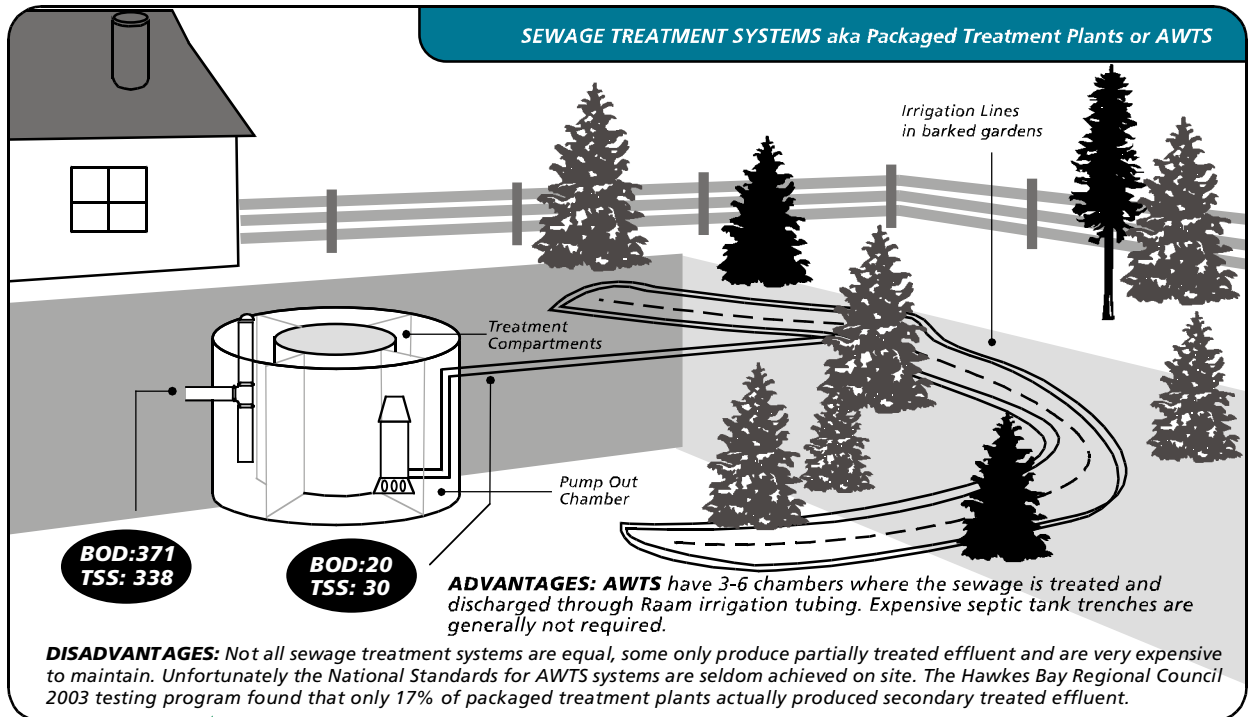 SEWAGE TREATMENT SYSTEMS aka Packaged Treatment Plants or AWTS
Irrigation Lines
in barked gardens
Treatment
Compartments
Pump Out
Chamber
BOD:371
TSS: 338
BOD:20
TSS: 30
ADVANTAGES: AWTS have 3-6 chambers where the sewage is treated and
discharged through Raam irrigation tubing. Expensive septic tank trenches are
generally not required.
DISADVANTAGES: Not all sewage treatment systems are equal, some only produce partially treated effluent and are very expensive
to maintain. Unfortunately the National Standards for AWTS systems are seldom achieved on site. The Hawkes Bay Regional Council
2003 testing program found that only 17% of packaged treatment plants actually produced secondary treated effluent.